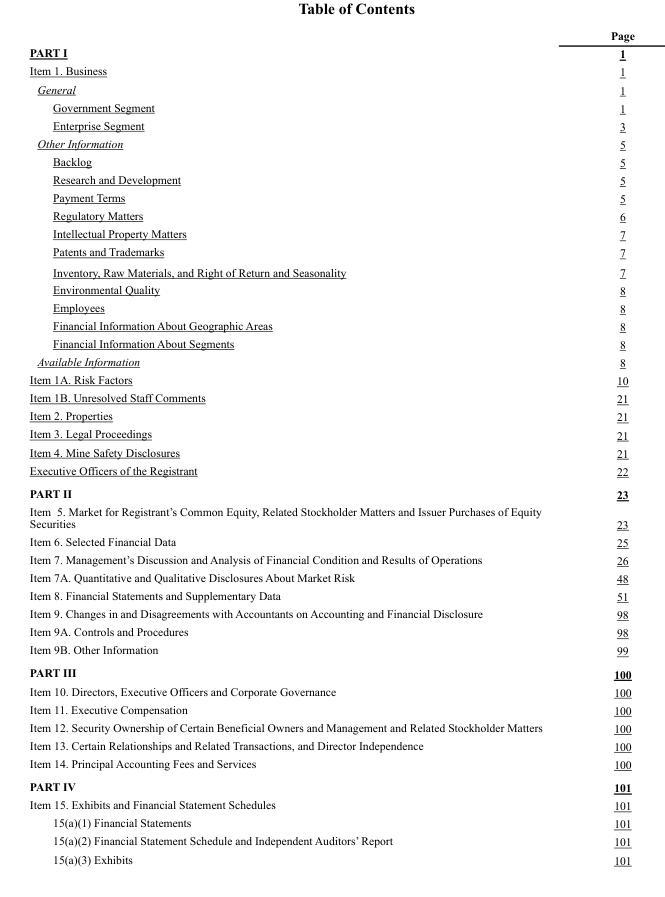 Table of Contents
Page
PART I 1
Item 1. Business 1
General 1
Government Segment 1
Enterprise Segment 3
Other Information 5
Backlog 5
Research and Development 5
Payment Terms 5
Regulatory Matters 6
Intellectual Property Matters 7
Patents and Trademarks 7
Inventory, Raw Materials, and Right of Return and Seasonality 7
Environmental Quality 8
Employees 8
Financial Information About Geographic Areas 8
Financial Information About Segments 8
Available Information 8
Item 1A. Risk Factors 10
Item 1B. Unresolved Staff Comments 21
Item 2. Properties 21
Item 3. Legal Proceedings 21
Item 4. Mine Safety Disclosures 21
Executive Officers of the Registrant 22
PART II 23
Item 5. Market for Registrant’s Common Equity, Related Stockholder Matters and Issuer Purchases of Equity
Securities 23
Item 6. Selected Financial Data 25
Item 7. Management’s Discussion and Analysis of Financial Condition and Results of Operations 26
Item 7A. Quantitative and Qualitative Disclosures About Market Risk 48
Item 8. Financial Statements and Supplementary Data 51
Item 9. Changes in and Disagreements with Accountants on Accounting and Financial Disclosure 98
Item 9A. Controls and Procedures 98
Item 9B. Other Information 99
PART III 100
Item 10. Directors, Executive Officers and Corporate Governance 100
Item 11. Executive Compensation 100
Item 12. Security Ownership of Certain Beneficial Owners and Management and Related Stockholder Matters 100
Item 13. Certain Relationships and Related Transactions, and Director Independence 100
Item 14. Principal Accounting Fees and Services 100
PART IV 101
Item 15. Exhibits and Financial Statement Schedules 101
15(a)(1) Financial Statements 101
15(a)(2) Financial Statement Schedule and Independent Auditors’ Report 101
15(a)(3) Exhibits 101